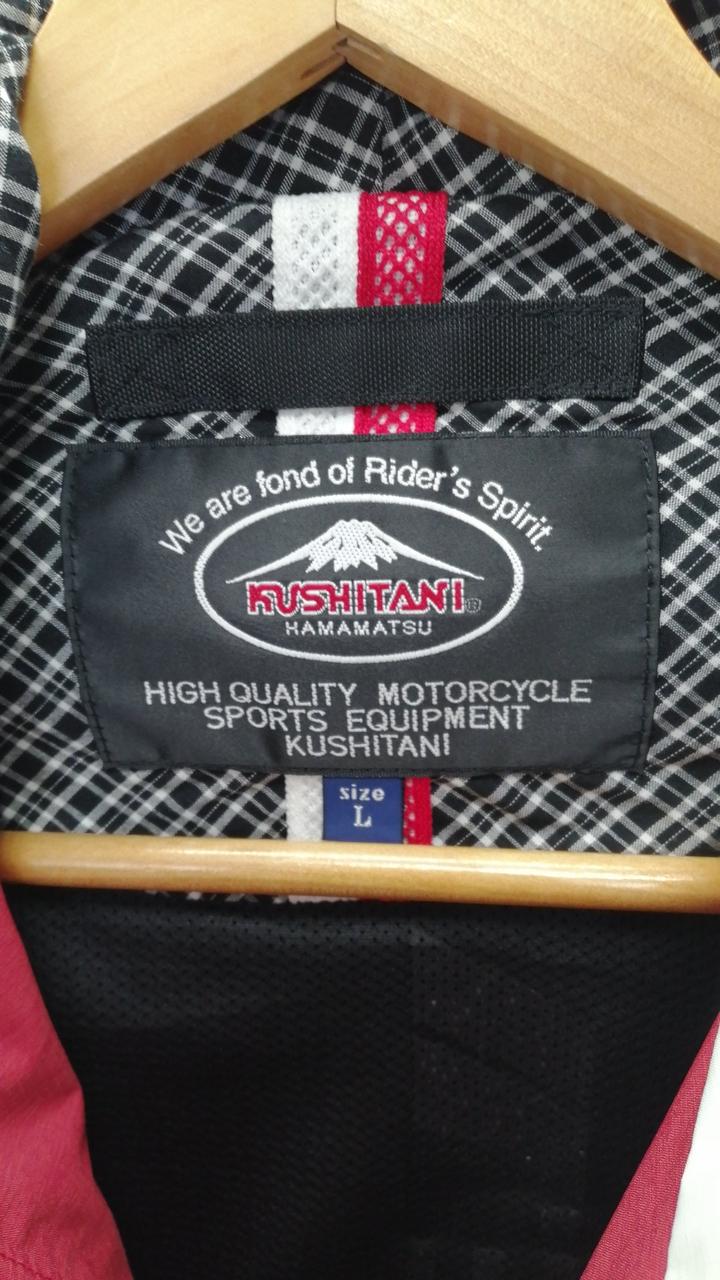 We are fond of Rider's Spirit.
KUSHITANI®
HAMAMATSU
HIGH QUALITY MOTORCYCLE
SPORTS EQUIPMENT
KUSHITANI
size
L